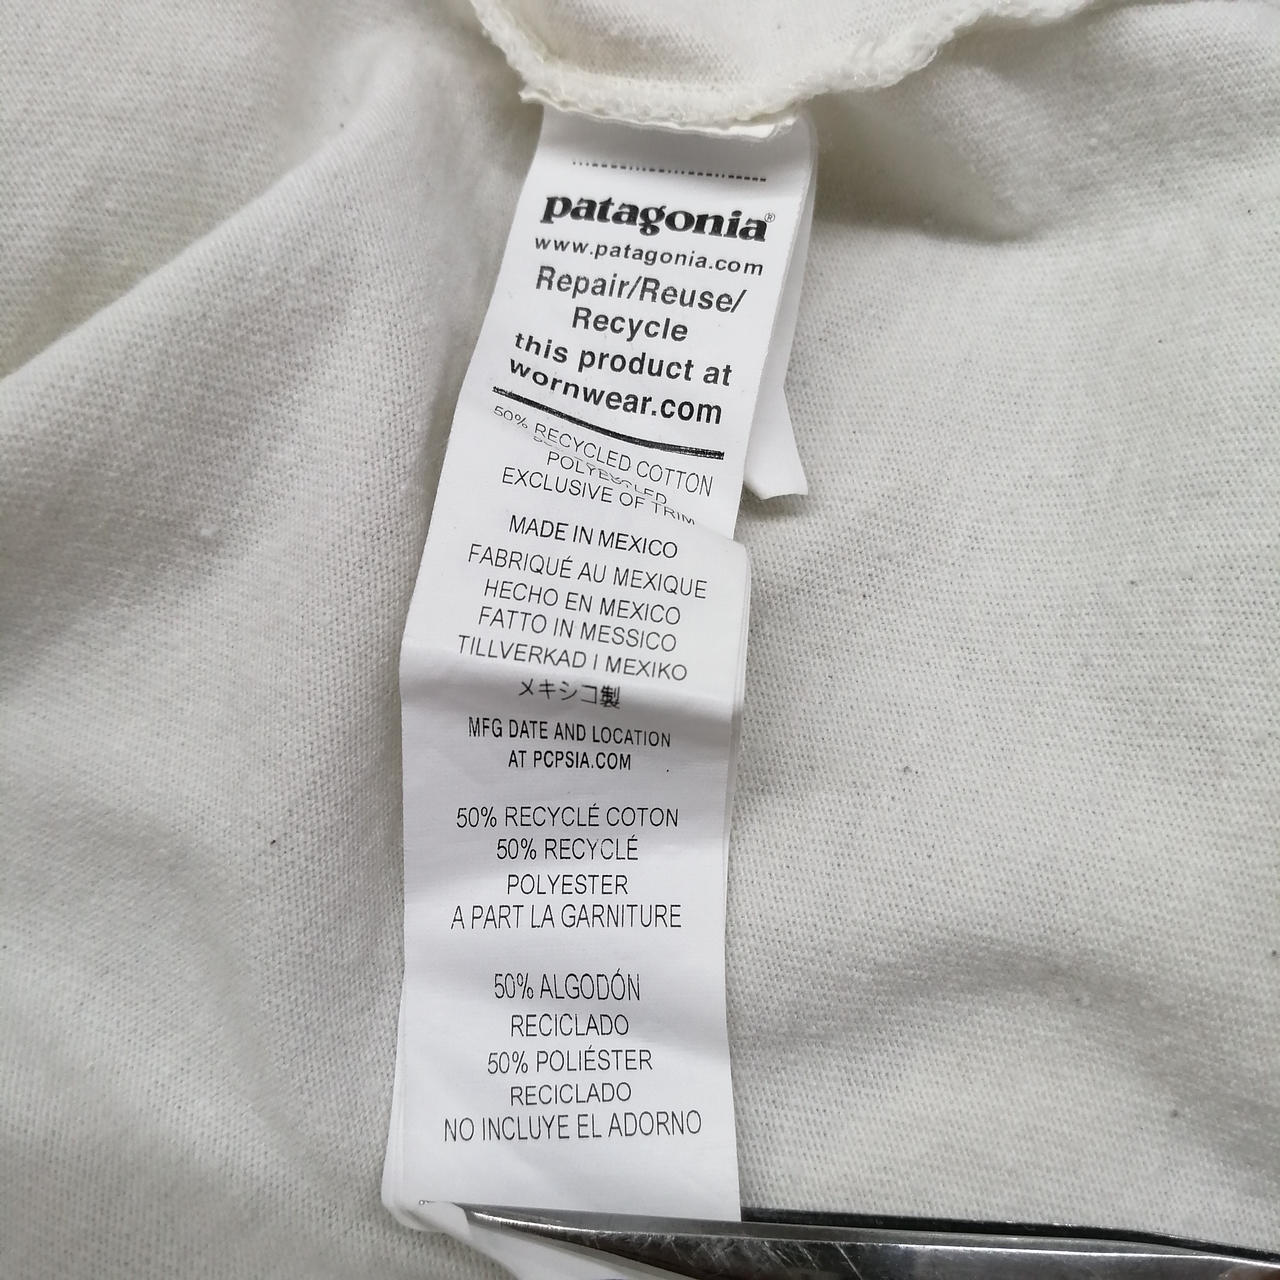 patagonia®
www.patagonia.com
Repair/Reuse/
Recycle
this product at
wornwear.com
50% RECYCLED COTTON
EXCLUSIVE OF TRIM
MADE IN MEXICO
FABRIQUÉ AU MEXIQUE
HECHO EN MEXICO
FATTO IN MESSICO
TILLVERKAD I MEXIKO
メキシコ製
MFG DATE AND LOCATION
AT PCPSIA.COM
50% RECYCLÉ COTON
50% RECYCLÉ
POLYESTER
A PART LA GARNITURE
50% ALGODÓN
RECICLADO
50% POLIÉSTER
RECICLADO
NO INCLUYE EL ADORNO